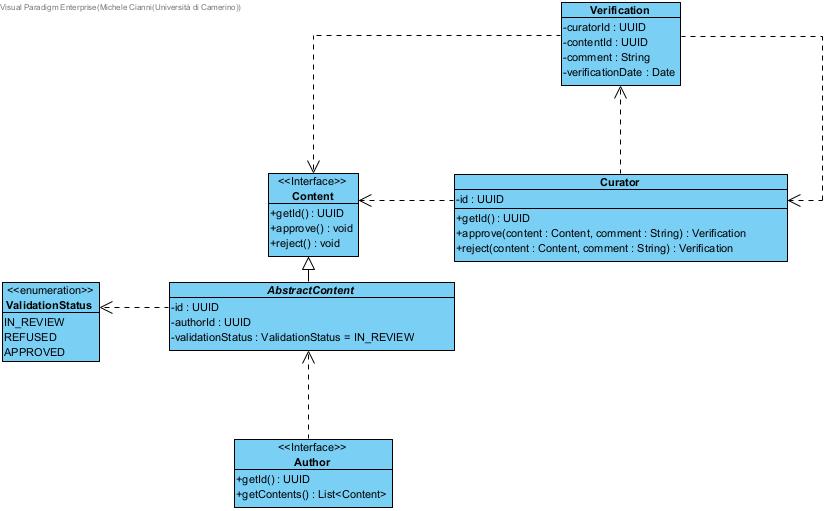 Visual Paradigm Enterprise(Michele Cianni(Università di Camerino))
Verification
-curatorId : UUID
-contentId : UUID
-comment : String
-verificationDate : Date
<<Interface>>
Content
+getId() : UUID
+approve() : void
+reject() : void
Curator
-id : UUID
+getId() : UUID
+approve(content : Content, comment : String) : Verification
+reject(content : Content, comment : String) : Verification
<<enumeration>>
ValidationStatus
IN_REVIEW
REFUSED
APPROVED
AbstractContent
-id : UUID
-authorId : UUID
-validationStatus : ValidationStatus = IN_REVIEW
<<Interface>>
Author
+getId() : UUID
+getContents() : List<Content>